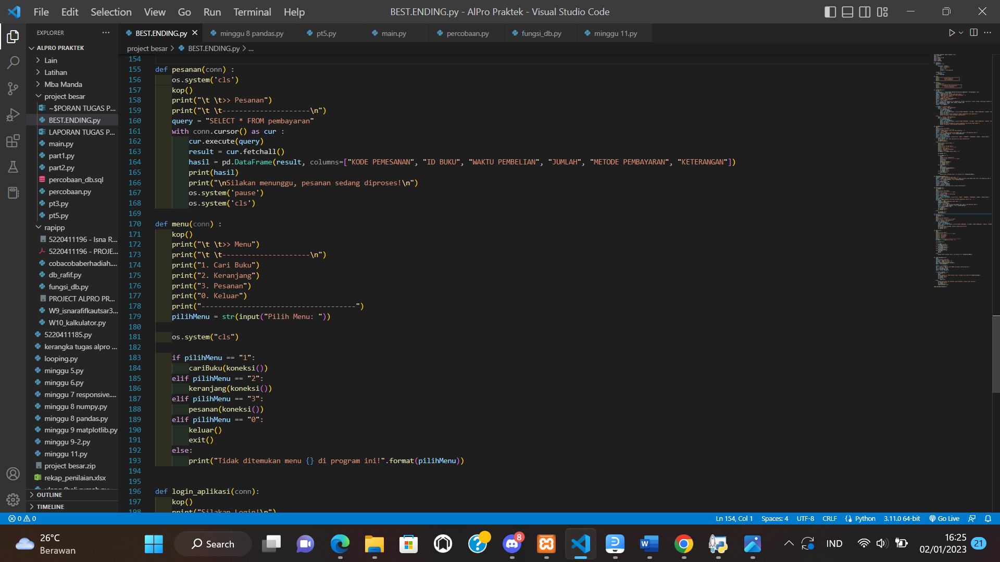 File Edit Selection View Go Run Terminal Help
BEST.ENDING.py - AlPro Praktek - Visual Studio Code
EXPLORER
ALPRO PRAKTEK
Lain
Latihan
Mba Manda
project besar
~$PORAN TUGAS P...
BEST.ENDING.py
LAPORAN TUGAS P...
main.py
part1.py
part2.py
percobaan_db.sql
percobaan.py
pt3.py
pt5.py
rapipp
5220411196 - Isna R...
5220411196 - PROJE...
cobacobaberhadiah....
db_rafif.py
fungsi_db.py
PROJECT ALPRO PR...
W9_isnarafifkautsar3...
W10_kalkulator.py
5220411185.py
kerangka tugas alpro ...
looping.py
minggu 5.py
minggu 6.py
minggu 7 responsive....
minggu 8 numpy.py
minggu 8 pandas.py
minggu 9 matplotlib.py
minggu 9-2.py
minggu 11.py
project besar.zip
rekap_penilaian.xlsx
OUTLINE
TIMELINE
BEST.ENDING.py minggu 8 pandas.py pt5.py main.py percobaan.py fungsi_db.py minggu 11.py
project besar > BEST.ENDING.py > ...
154
155 def pesanan(conn) :
156 os.system('cls')
157 kop()
158 print("\t \t>> Pesanan")
159 print("\t \t---------------------\n")
160 query = "SELECT * FROM pembayaran"
161 with conn.cursor() as cur :
162 cur.execute(query)
163 result = cur.fetchall()
164 hasil = pd.DataFrame(result, columns=["KODE PEMESANAN", "ID BUKU", "WAKTU PEMBELIAN", "JUMLAH", "METODE PEMBAYARAN", "KETERANGAN"])
165 print(hasil)
166 print("\nSilakan menunggu, pesanan sedang diproses!\n")
167 os.system('pause')
168 os.system('cls')
169
170 def menu(conn) :
171 kop()
172 print("\t \t>> Menu")
173 print("\t \t---------------------\n")
174 print("1. Cari Buku")
175 print("2. Keranjang")
176 print("3. Pesanan")
177 print("0. Keluar")
178 print("-------------------------------------")
179 pilihMenu = str(input("Pilih Menu: "))
180
181 os.system("cls")
182
183 if pilihMenu == "1":
184 cariBuku(koneksi())
185 elif pilihMenu == "2":
186 keranjang(koneksi())
187 elif pilihMenu == "3":
188 pesanan(koneksi())
189 elif pilihMenu == "0":
190 keluar()
191 exit()
192 else:
193 print("Tidak ditemukan menu {} di program ini!".format(pilihMenu))
194
195
196 def login_aplikasi(conn):
197 kop()
198 print("Silakan Login!\n")
0 0
Ln 154, Col 1 Spaces: 4 UTF-8 CRLF Python 3.11.0 64-bit Go Live
26°C
Berawan
Search
8
IND
16:25
02/01/2023
21